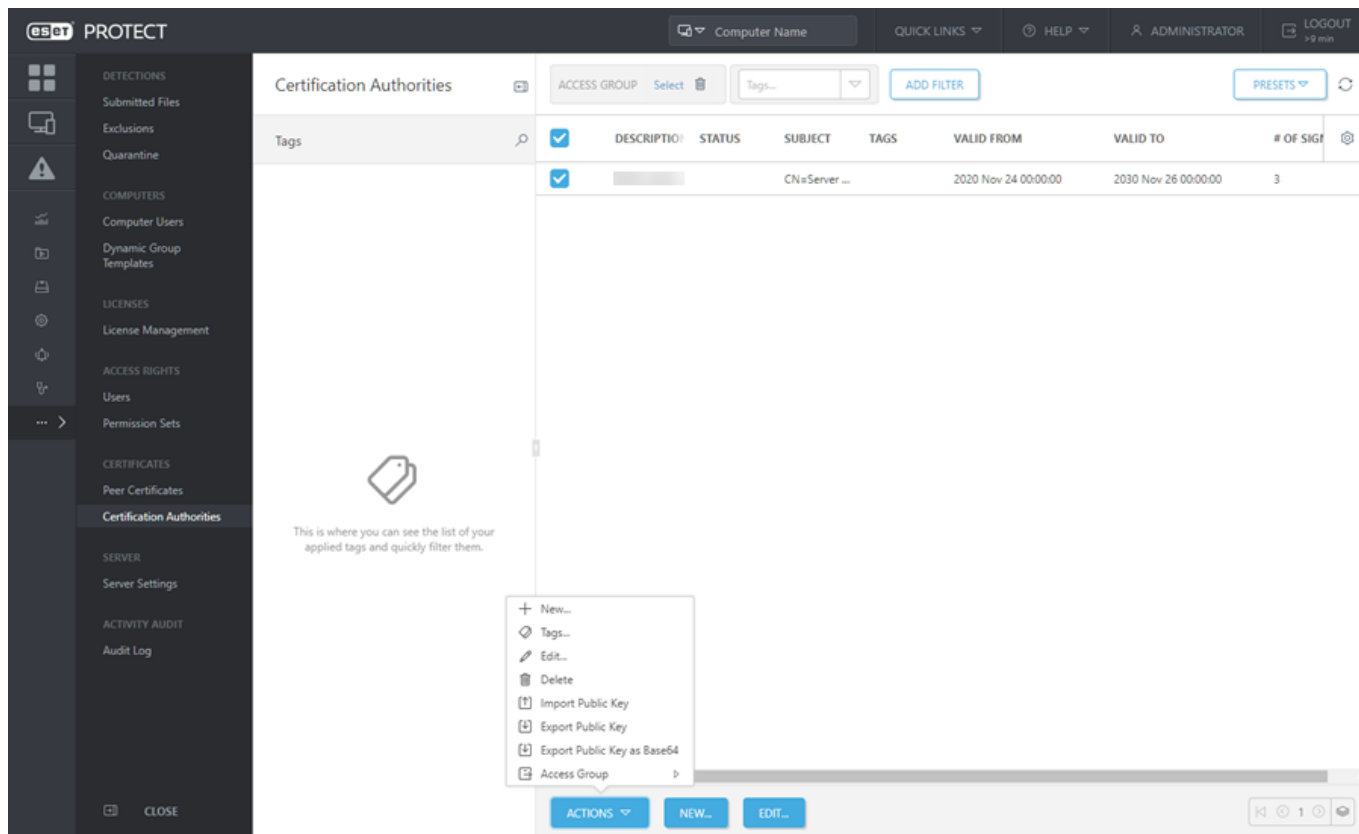 eset PROTECT
Computer Name
QUICK LINKS
HELP
ADMINISTRATOR
LOGOUT
>9 min
DETECTIONS
Submitted Files
Exclusions
Quarantine
COMPUTERS
Computer Users
Dynamic Group
Templates
LICENSES
License Management
ACCESS RIGHTS
Users
Permission Sets
CERTIFICATES
Peer Certificates
Certification Authorities
SERVER
Server Settings
ACTIVITY AUDIT
Audit Log
CLOSE
Certification Authorities
Tags
This is where you can see the list of your
applied tags and quickly filter them.
ACCESS GROUP Select
Tags...
ADD FILTER
PRESETS
DESCRIPTION STATUS SUBJECT TAGS VALID FROM VALID TO # OF SIG
CN=Server ... 2020 Nov 24 00:00:00 2030 Nov 26 00:00:00 3
New...
Tags...
Edit...
Delete
Import Public Key
Export Public Key
Export Public Key as Base64
Access Group
ACTIONS
NEW...
EDIT...
1